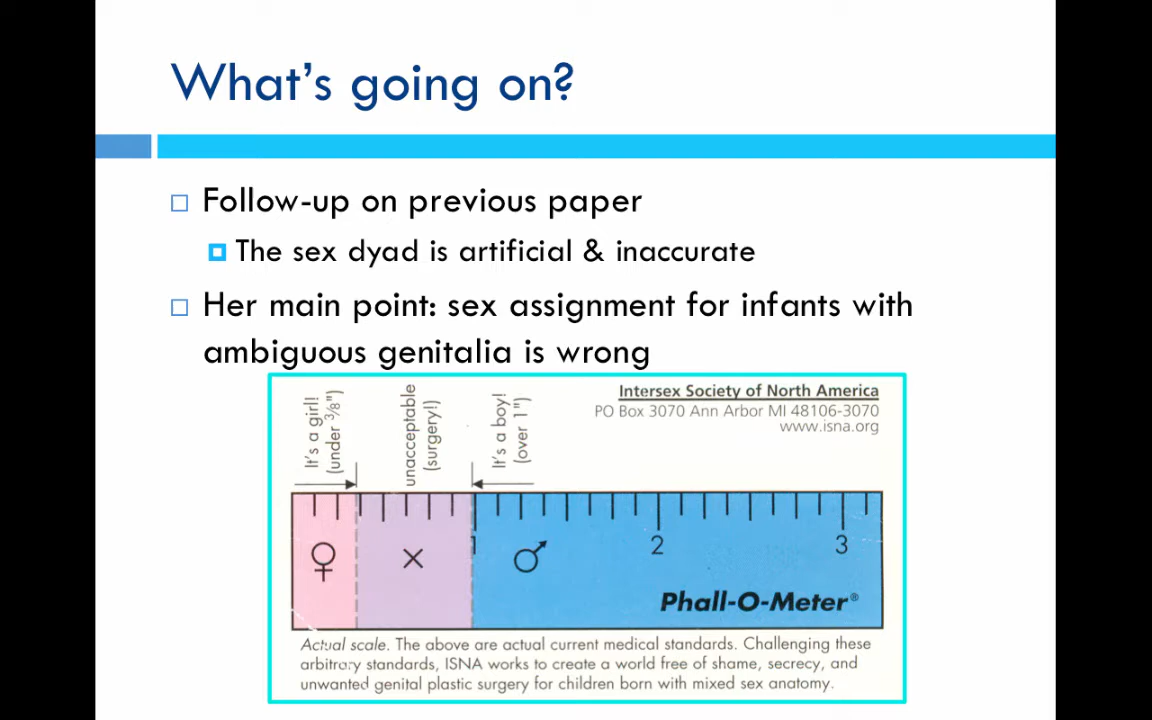 What's going on?
Follow-up on previous paper
The sex dyad is artificial & inaccurate
Her main point: sex assignment for infants with
ambiguous genitalia is wrong
It's a girl!
(under 3/8")
unacceptable
(surgery!)
It's a boy!
(over 1")
Intersex Society of North America
PO Box 3070 Ann Arbor MI 48106-3070
www.isna.org
♀ × ♂
1 2 3
Phall-O-Meter®
Actual scale. The above are actual current medical standards. Challenging these
arbitrary standards, ISNA works to create a world free of shame, secrecy, and
unwanted genital plastic surgery for children born with mixed sex anatomy.